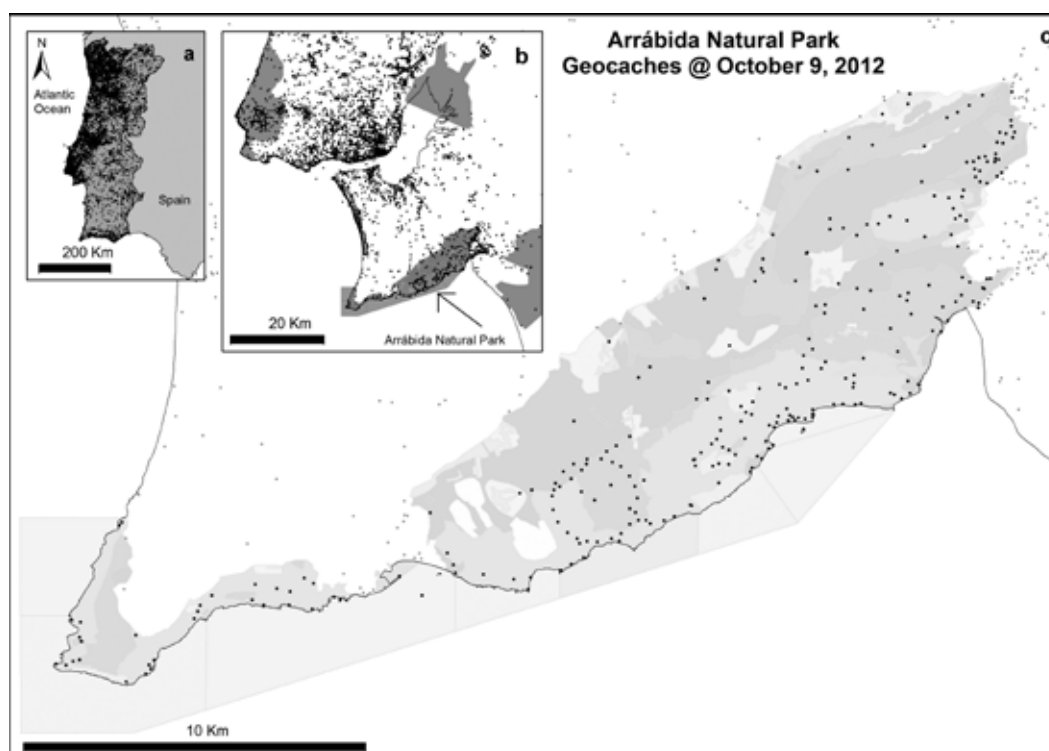 N
a
Atlantic
Ocean
Spain
200 Km
b
20 Km
Arrábida Natural Park
Arrábida Natural Park
Geocaches @ October 9, 2012
10 Km